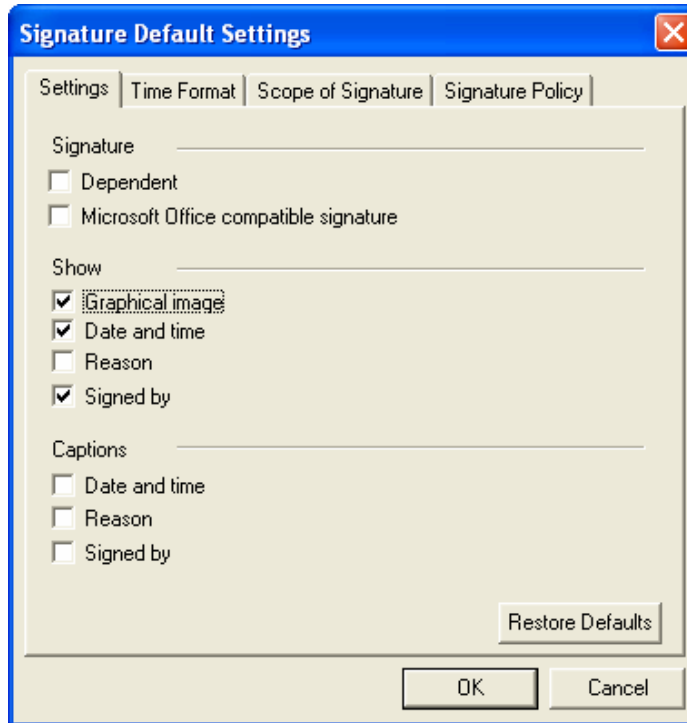 Signature Default Settings
Settings Time Format Scope of Signature Signature Policy
Signature
Dependent
Microsoft Office compatible signature
Show
Graphical image
Date and time
Reason
Signed by
Captions
Date and time
Reason
Signed by
Restore Defaults
OK Cancel